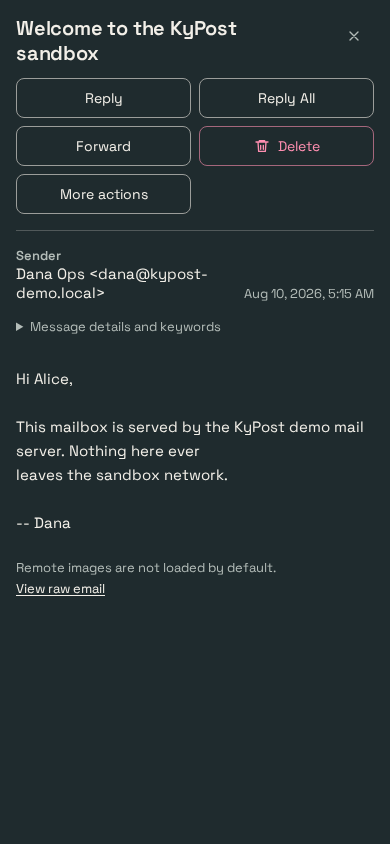 Welcome to the KyPost
sandbox
Reply
Reply All
Forward
Delete
More actions
Sender
Dana Ops <dana@kypost-
demo.local>
Aug 10, 2026, 5:15 AM
Message details and keywords
Hi Alice,
This mailbox is served by the KyPost demo mail
server. Nothing here ever
leaves the sandbox network.
-- Dana
Remote images are not loaded by default.
View raw email